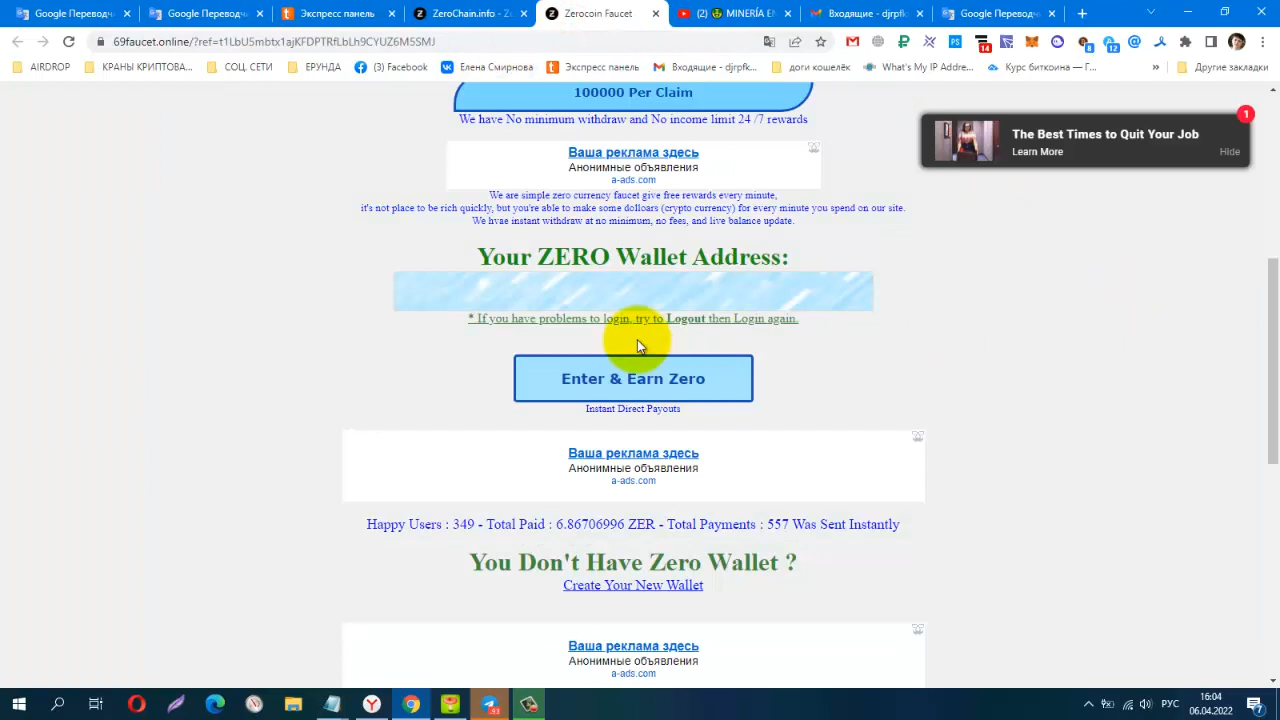 Google Переводч
Google Переводч
Экспресс панель
ZeroChain.info - Ze
Zerocoin Faucet
(2) MINERÍA EN
Входящие - djrpfk
Google Переводч
69faucet.online/?ref=t1LbU5mbtx1ajKFDPTRfLbLh9CYUZ6M5SMJ
14
8
12
AIRDROP
КРАНЫ КРИПТОВА...
СОЦ. СЕТИ
ЕРУНДА
(3) Facebook
Елена Смирнова
Экспресс панель
Входящие - djrpfk...
доги кошелёк
What's My IP Addre...
Курс биткоина — Г...
»
Другие закладки
100000 Per Claim
We have No minimum withdraw and No income limit 24 /7 rewards
1
The Best Times to Quit Your Job
Learn More
Hide
Ваша реклама здесь
Анонимные объявления
a-ads.com
We are simple zero currency faucet give free rewards every minute,
it's not place to be rich quickly, but you're able to make some dolloars (crypto currency) for every minute you spend on our site.
We hvae instant withdraw at no minimum, no fees, and live balance update.
Your ZERO Wallet Address:
* If you have problems to login, try to Logout then Login again.
Enter & Earn Zero
Instant Direct Payouts
Ваша реклама здесь
Анонимные объявления
a-ads.com
Happy Users : 349 - Total Paid : 6.86706996 ZER - Total Payments : 557 Was Sent Instantly
You Don't Have Zero Wallet ?
Create Your New Wallet
Ваша реклама здесь
Анонимные объявления
a-ads.com
РУС
16:04
06.04.2022